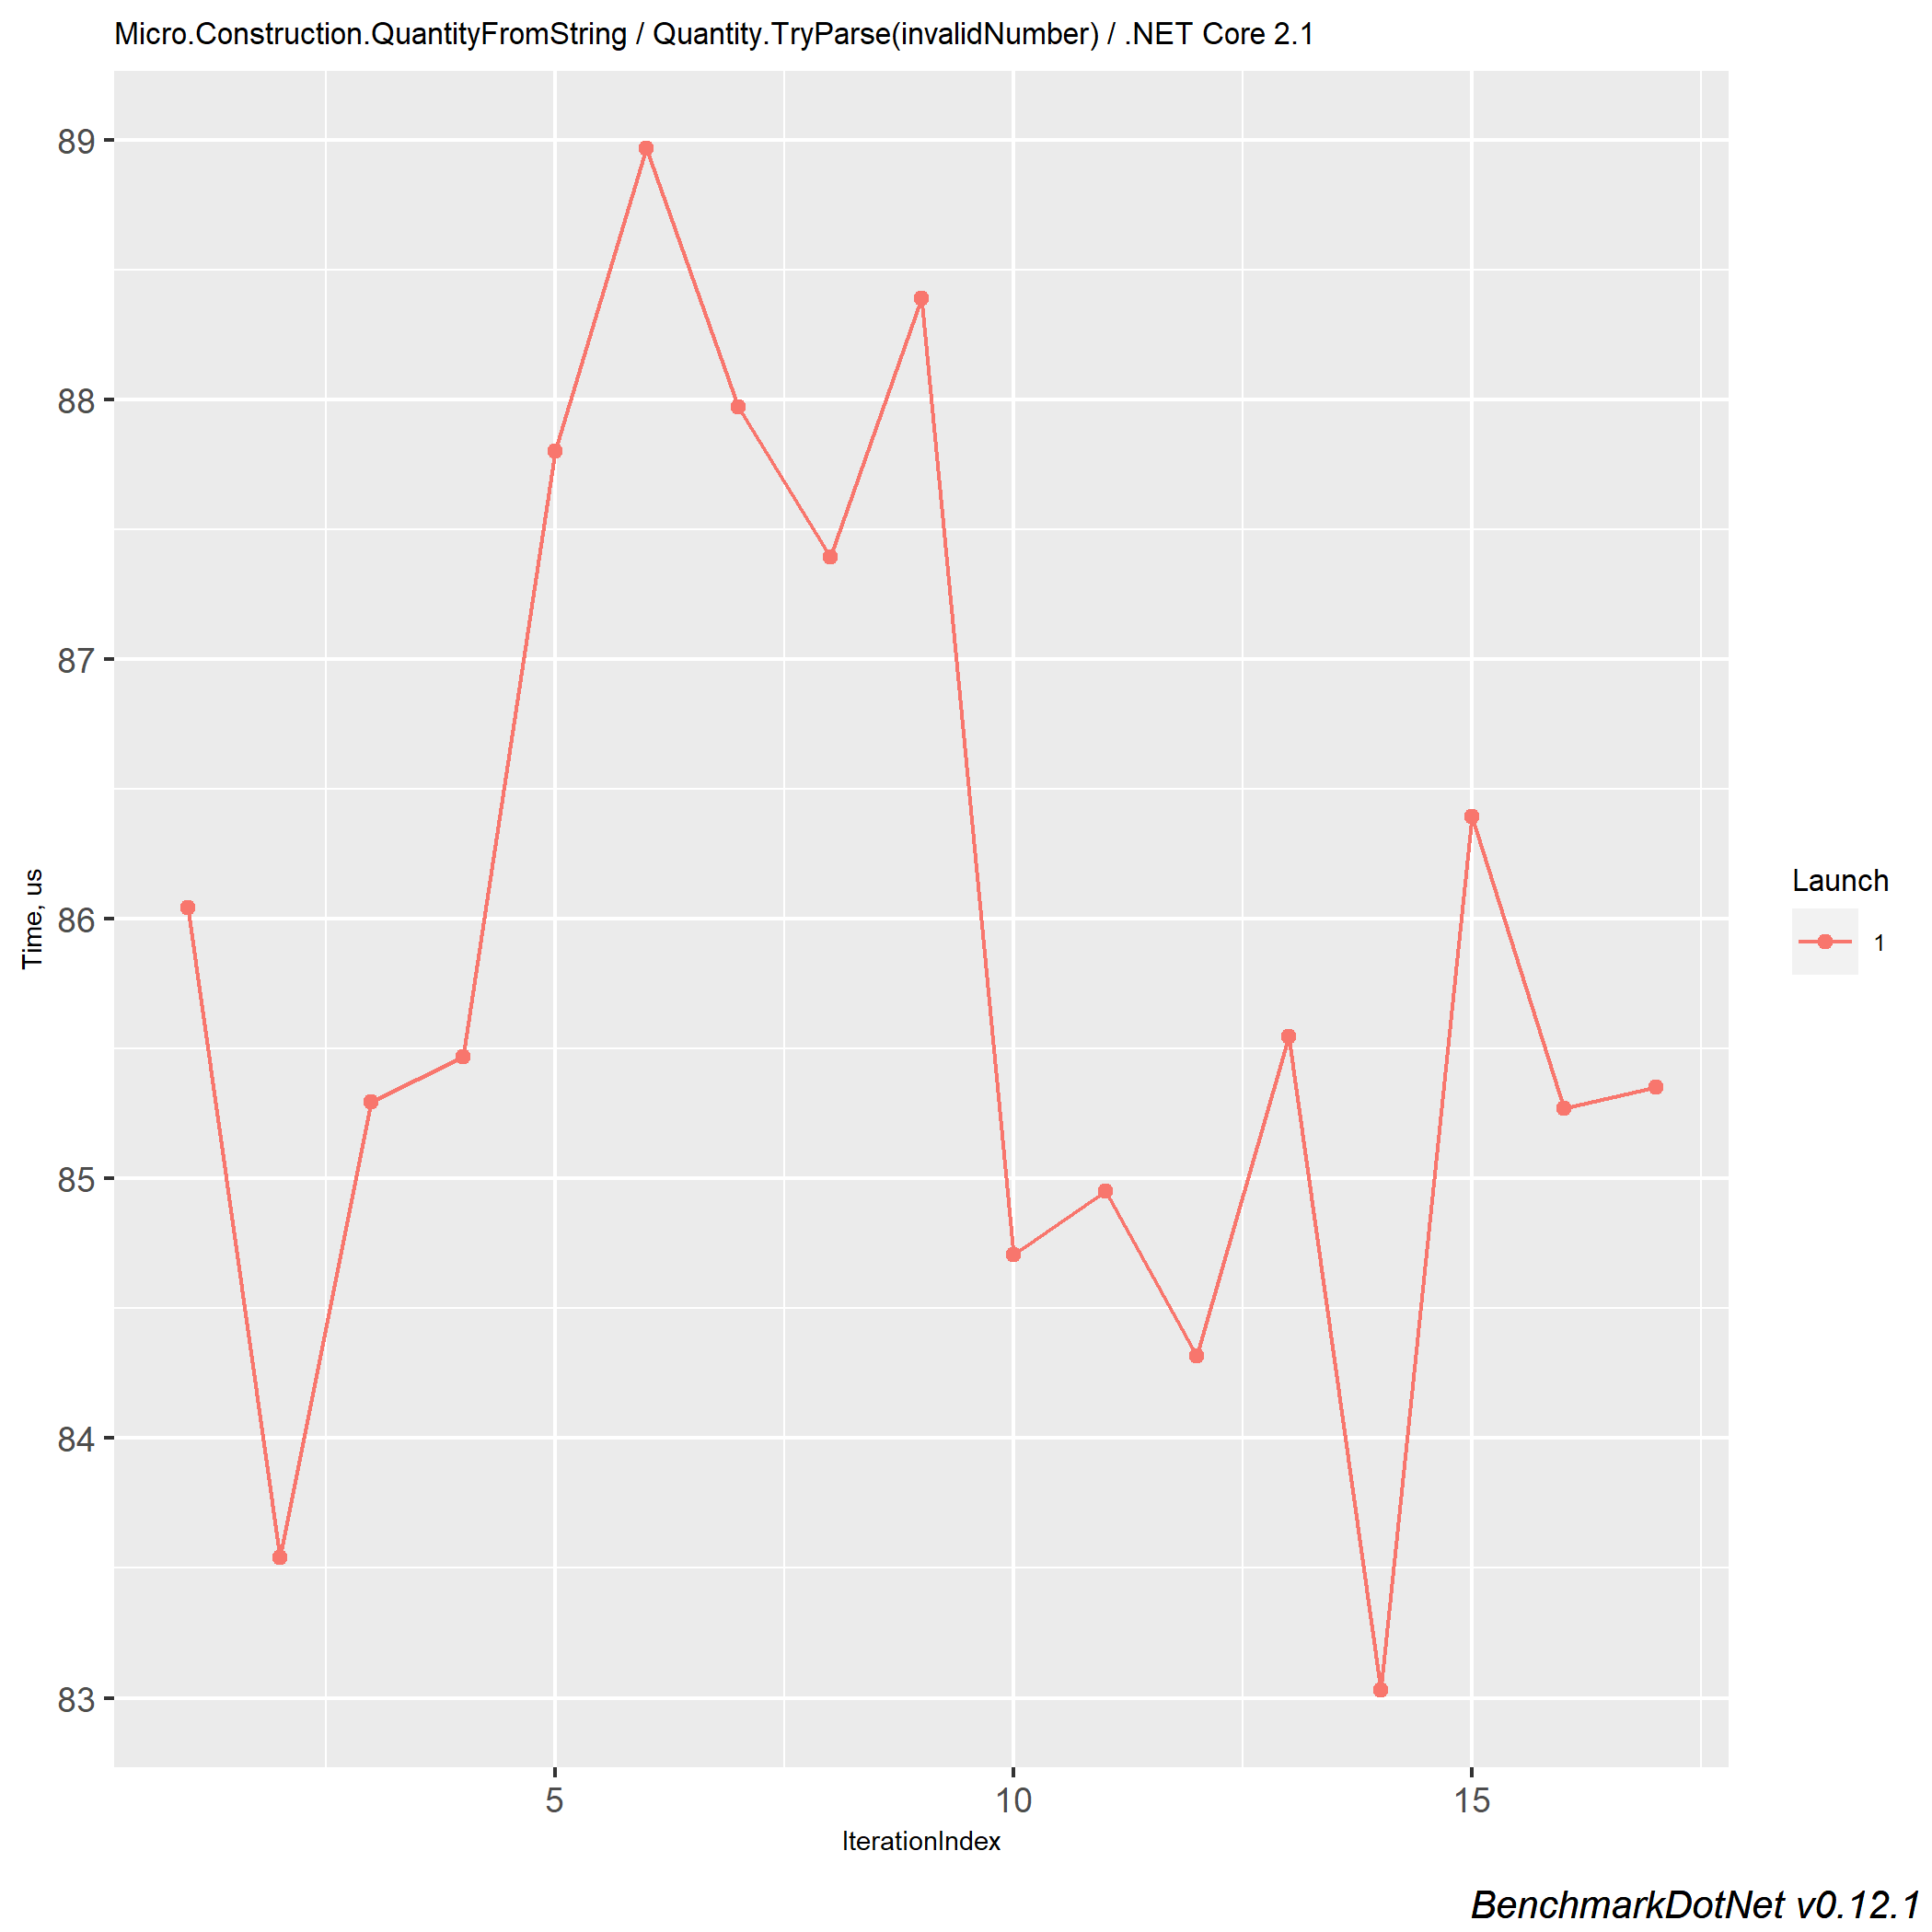 Micro.Construction.QuantityFromString / Quantity.TryParse(invalidNumber) / .NET Core 2.1
89
88
87
86
85
84
83
Time, us
5 10 15
IterationIndex
Launch
1
BenchmarkDotNet v0.12.1